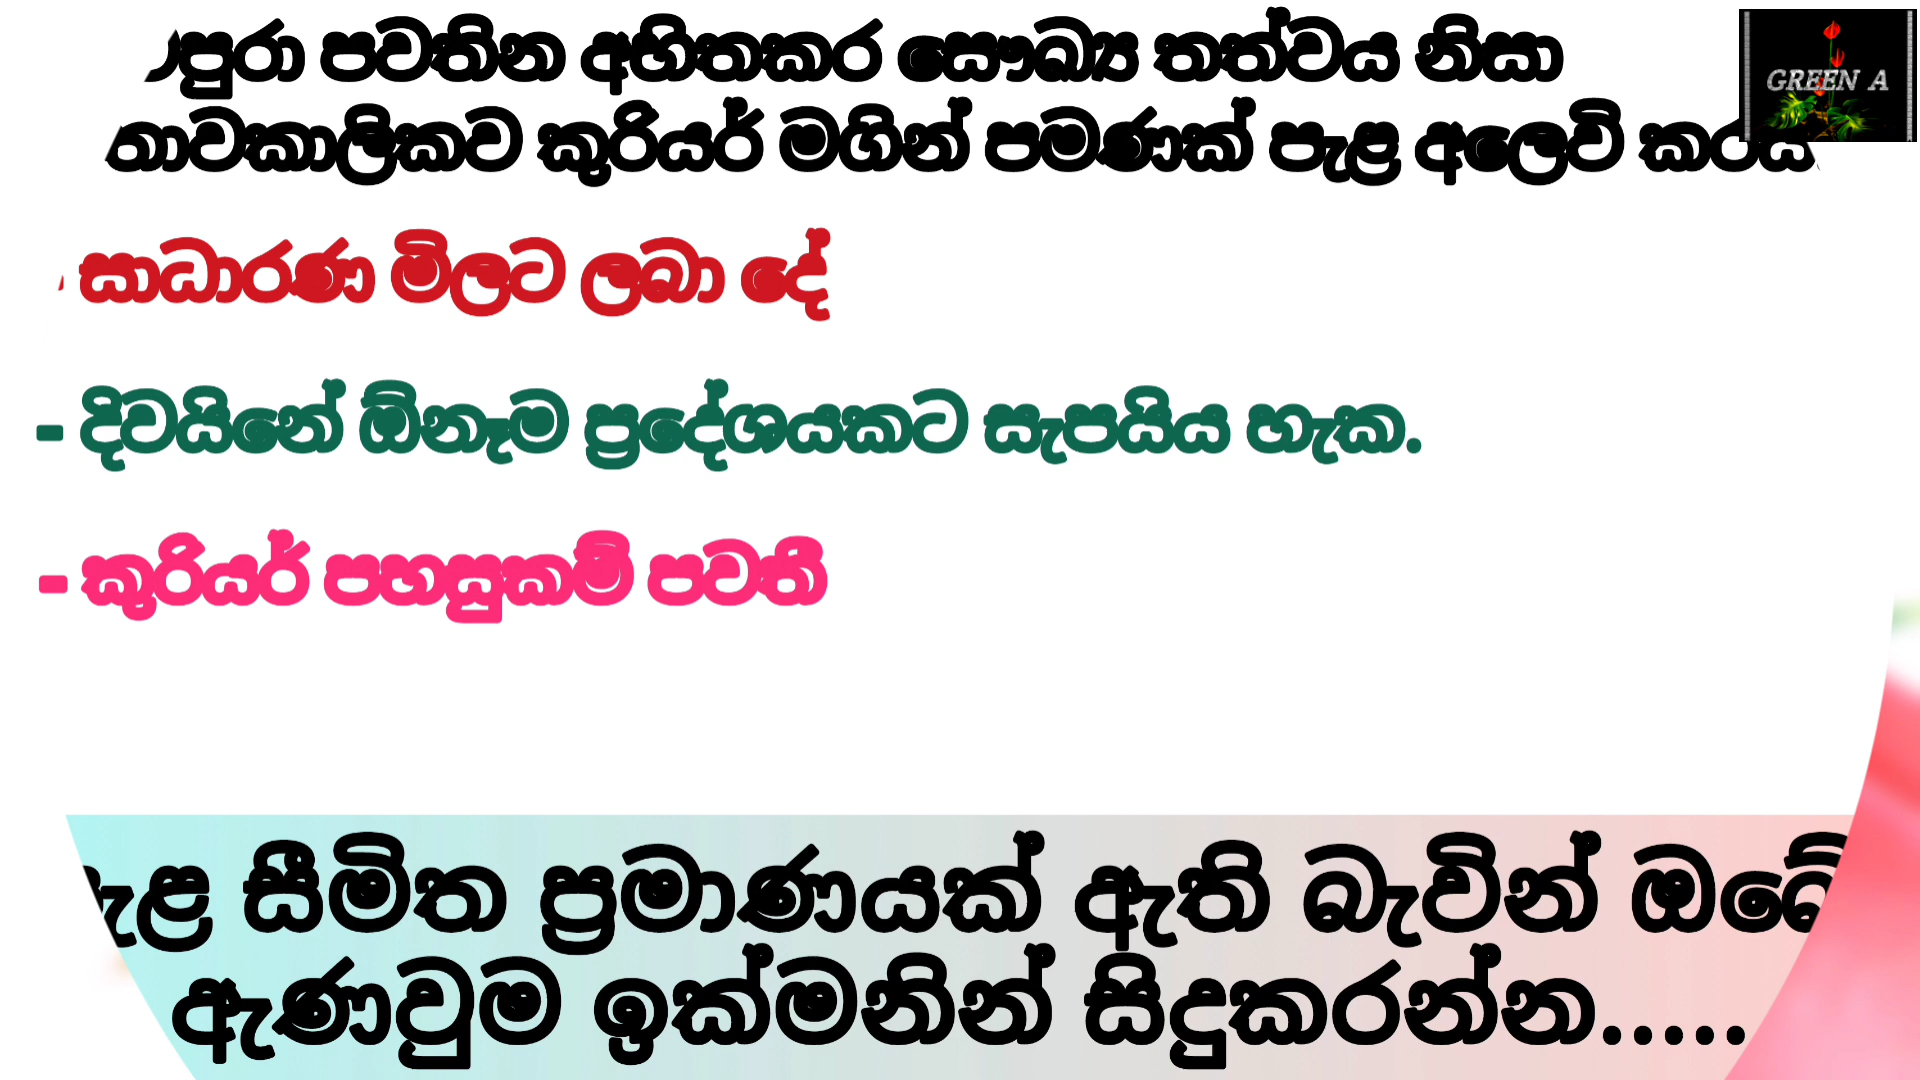 පුරා පවතින අහිතකර සෞඛ්‍ය තත්වය නිසා
GREEN A
තාවකාලිකව කුරියර් මගින් පමණක් පැළ අලෙවි
- සාධාරණ මිලට ලබා දේ
- දිවයිනේ ඕනෑම ප්‍රදේශයකට සැපයිය හැක.
- කුරියර් පහසුකම් පවතී
සීමිත ප්‍රමාණයක් ඇති බැවින් ඔබේ
ඇණවුම ඉක්මනින් සිදුකරන්න.....